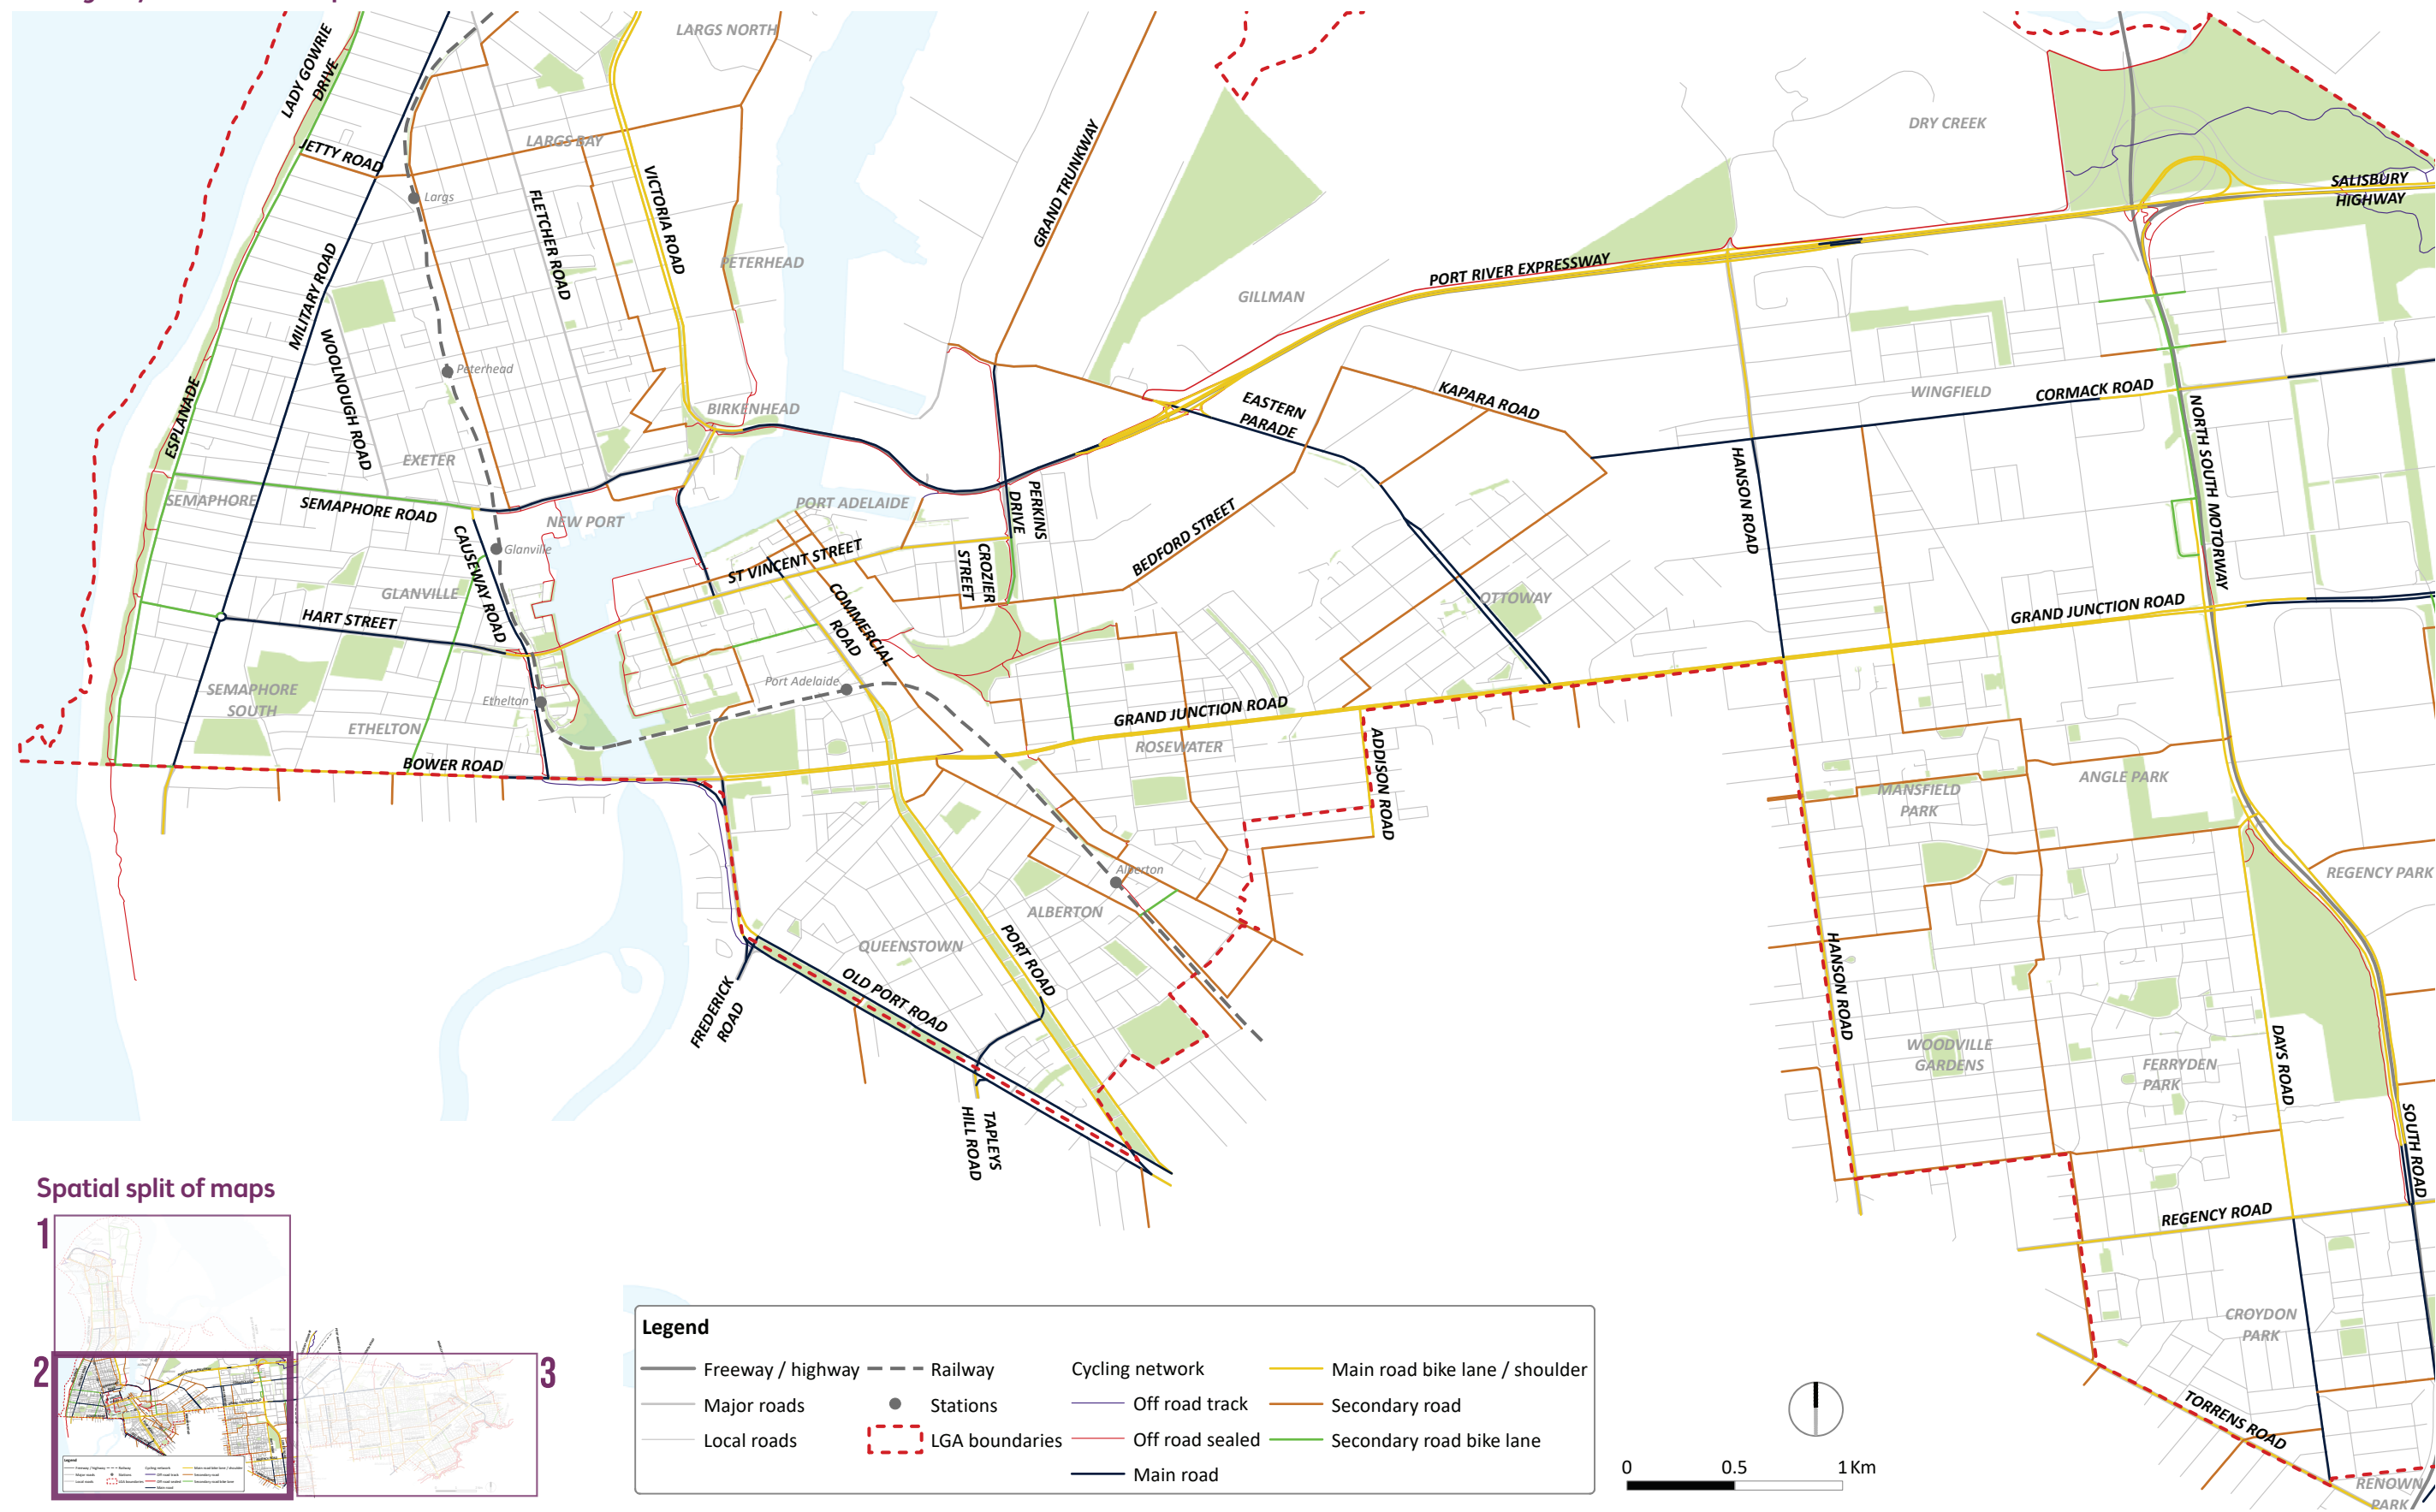 LARGS NORTH
LADY GOWRIE
DRIVE
DRY CREEK
JETTY ROAD
LARGS BAY
GRAND TRUNKWAY
SALISBURY
HIGHWAY
Largs
FLETCHER ROAD
VICTORIA ROAD
PETERHEAD
PORT RIVER EXPRESSWAY
GILLMAN
MILITARY ROAD
WOOLNOUGH ROAD
Peterhead
ESPLANADE
BIRKENHEAD
EASTERN
PARADE
KAPARA ROAD
WINGFIELD
CORMACK ROAD
NORTH SOUTH MOTORWAY
EXETER
SEMAPHORE
SEMAPHORE ROAD
NEW PORT
PORT ADELAIDE
PERKINS
DRIVE
HANSON ROAD
CAUSEWAY ROAD
Glanville
ST VINCENT STREET
CROZIER
STREET
BEDFORD STREET
GLANVILLE
HART STREET
COMMERCIAL
ROAD
OTTOWAY
GRAND JUNCTION ROAD
SEMAPHORE
SOUTH
Ethelton
Port Adelaide
ETHELTON
GRAND JUNCTION ROAD
ROSEWATER
ADDISON ROAD
BOWER ROAD
ANGLE PARK
MANSFIELD
PARK
Alberton
REGENCY PARK
ALBERTON
QUEENSTOWN
PORT ROAD
HANSON ROAD
OLD PORT ROAD
FREDERICK
ROAD
WOODVILLE
GARDENS
FERRYDEN
PARK
DAYS ROAD
TAPLEYS
HILL ROAD
SOUTH ROAD
REGENCY ROAD
CROYDON
PARK
TORRENS ROAD
RENOWN
PARK
Spatial split of maps
1
2
3
Legend
Freeway / highway
Major roads
Local roads
Railway
Stations
LGA boundaries
Cycling network
Off road track
Off road sealed
Main road
Main road bike lane / shoulder
Secondary road
Secondary road bike lane
0 0.5 1 Km